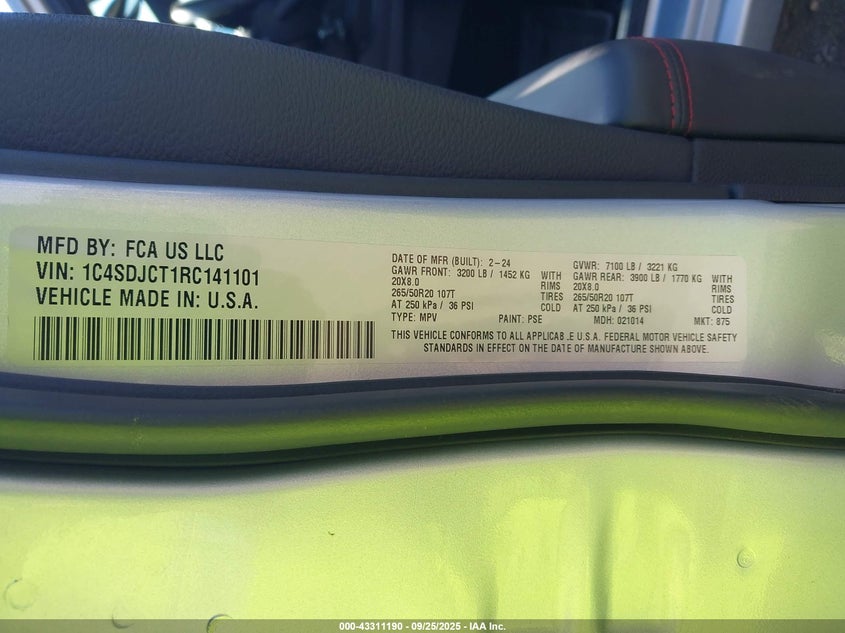 MFD BY: FCA US LLC
VIN: 1C4SDJCT1RC141101
VEHICLE MADE IN: U.S.A.
DATE OF MFR (BUILT): 2-24
GAWR FRONT: 3200 LB / 1452 KG WITH
20X8.0 RIMS
265/50R20 107T TIRES
AT 250 kPa / 36 PSI COLD
GVWR: 7100 LB / 3221 KG
GAWR REAR: 3900 LB / 1770 KG WITH
20X8.0 RIMS
265/50R20 107T TIRES
AT 250 kPa / 36 PSI COLD
TYPE: MPV PAINT: PSE MDH: 021014 MKT: 875
THIS VEHICLE CONFORMS TO ALL APPLICAB .E U.S.A. FEDERAL MOTOR VEHICLE SAFETY
STANDARDS IN EFFECT ON THE DATE OF MANUFACTURE SHOWN ABOVE.
000-43311190 - 09/25/2025 - IAA Inc.